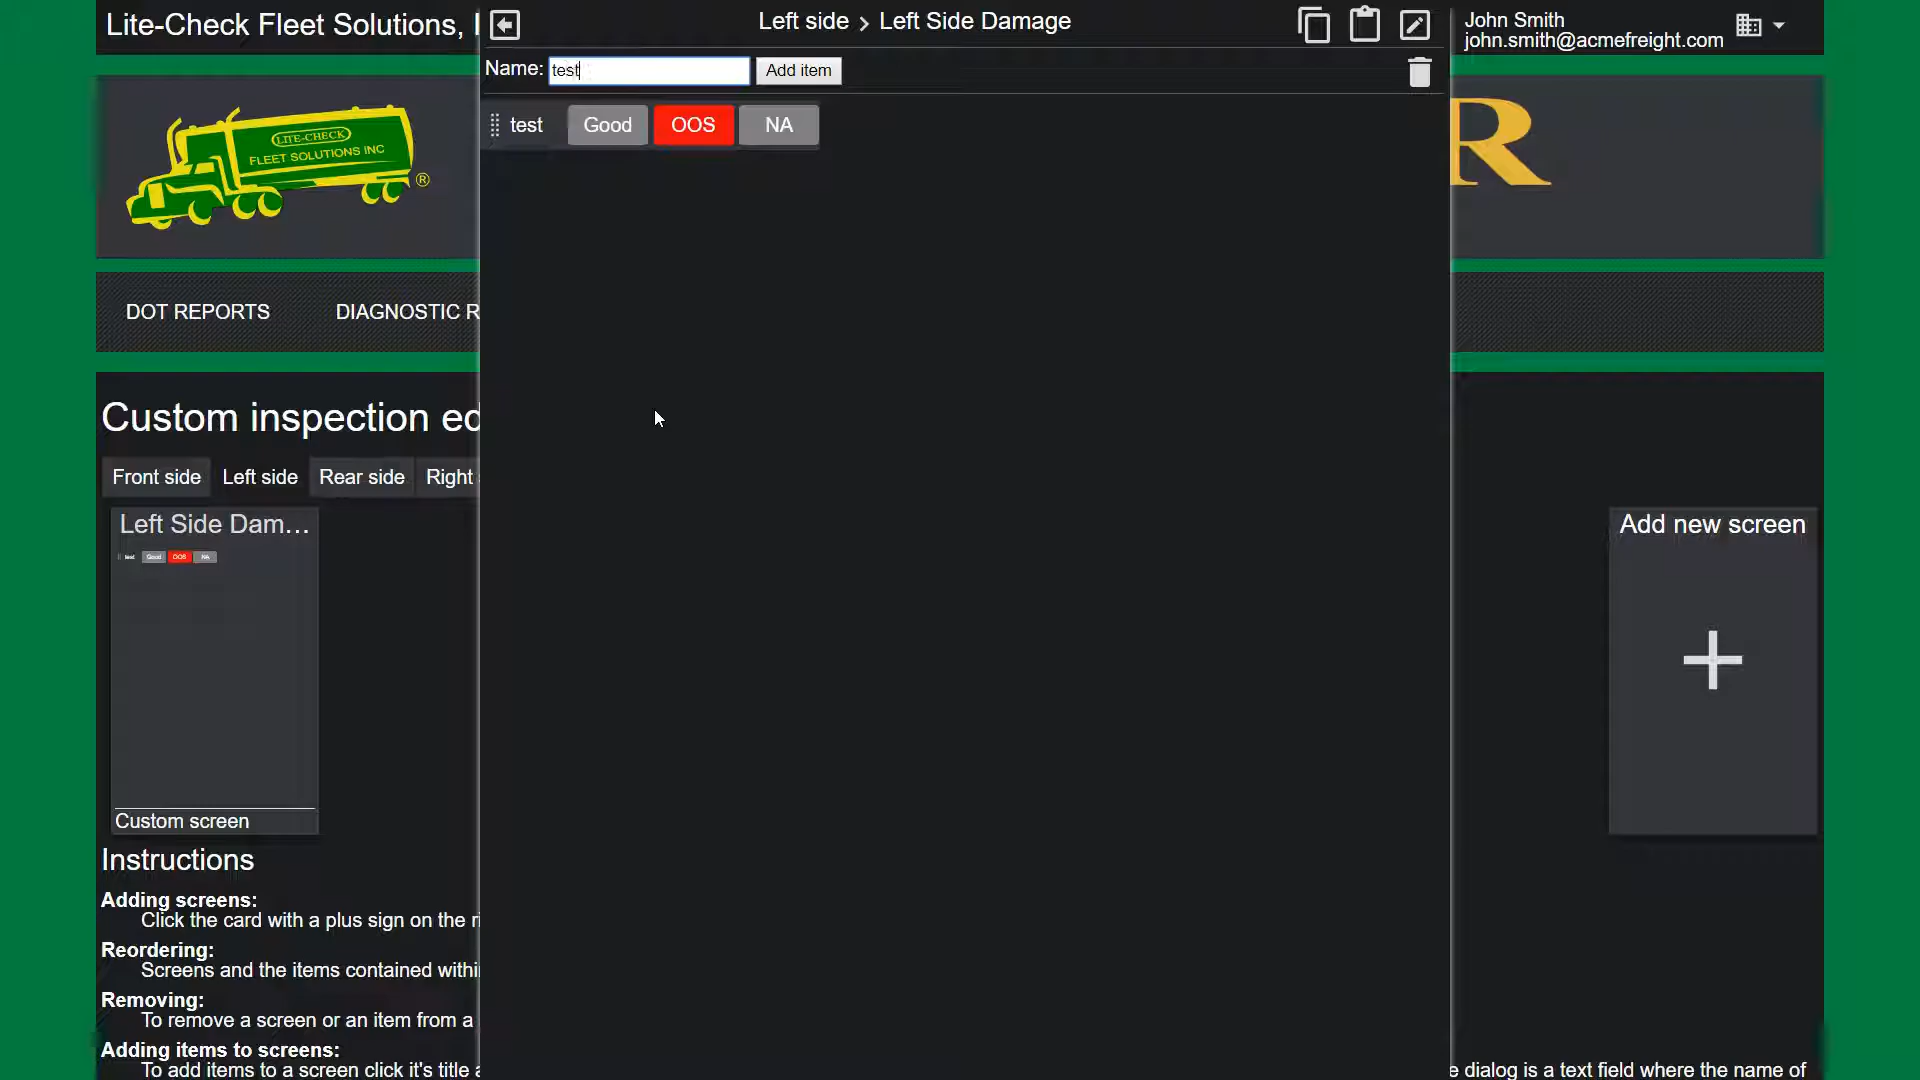 Lite-Check Fleet Solutions,
Left side > Left Side Damage
John Smith
john.smith@acmefreight.com
Name: test Add item
test Good OOS NA
LITE-CHECK
FLEET SOLUTIONS INC
®
R
DOT REPORTS DIAGNOSTIC R
Custom inspection ed
Front side Left side Rear side Right
Left Side Dam...
test Good OOS NA
Custom screen
Add new screen
Instructions
Adding screens:
Click the card with a plus sign on the ri
Reordering:
Screens and the items contained withi
Removing:
To remove a screen or an item from a
Adding items to screens:
To add items to a screen click it's title a
e dialog is a text field where the name of